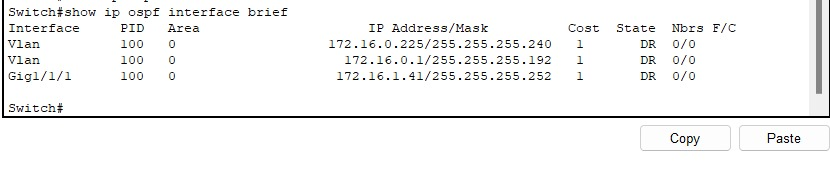 Switch#show ip ospf interface brief
Interface PID Area IP Address/Mask Cost State Nbrs F/C
Vlan 100 0 172.16.0.225/255.255.255.240 1 DR 0/0
Vlan 100 0 172.16.0.1/255.255.255.192 1 DR 0/0
Gig1/1/1 100 0 172.16.1.41/255.255.255.252 1 DR 0/0
Switch#
Copy Paste